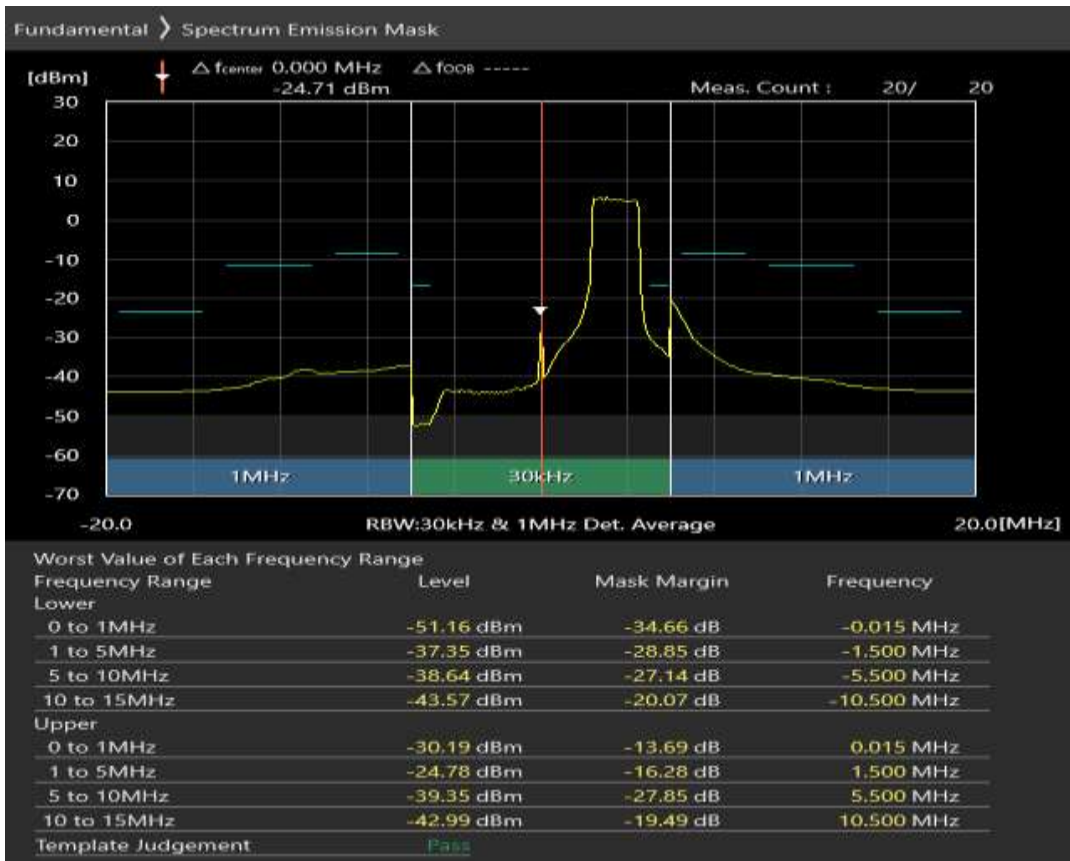 Fundamental ❯ Spectrum Emission Mask
[dBm] △ fcenter 0.000 MHz △ fOOB -----
-24.71 dBm Meas. Count : 20/ 20
30
20
10
0
-10
-20
-30
-40
-50
-60
-70
1MHz 30kHz 1MHz
-20.0 RBW:30kHz & 1MHz Det. Average 20.0[MHz]
Worst Value of Each Frequency Range
Frequency Range Level Mask Margin Frequency
Lower
0 to 1MHz -51.16 dBm -34.66 dB -0.015 MHz
1 to 5MHz -37.35 dBm -28.85 dB -1.500 MHz
5 to 10MHz -38.64 dBm -27.14 dB -5.500 MHz
10 to 15MHz -43.57 dBm -20.07 dB -10.500 MHz
Upper
0 to 1MHz -30.19 dBm -13.69 dB 0.015 MHz
1 to 5MHz -24.78 dBm -16.28 dB 1.500 MHz
5 to 10MHz -39.35 dBm -27.85 dB 5.500 MHz
10 to 15MHz -42.99 dBm -19.49 dB 10.500 MHz
Template Judgement Pass